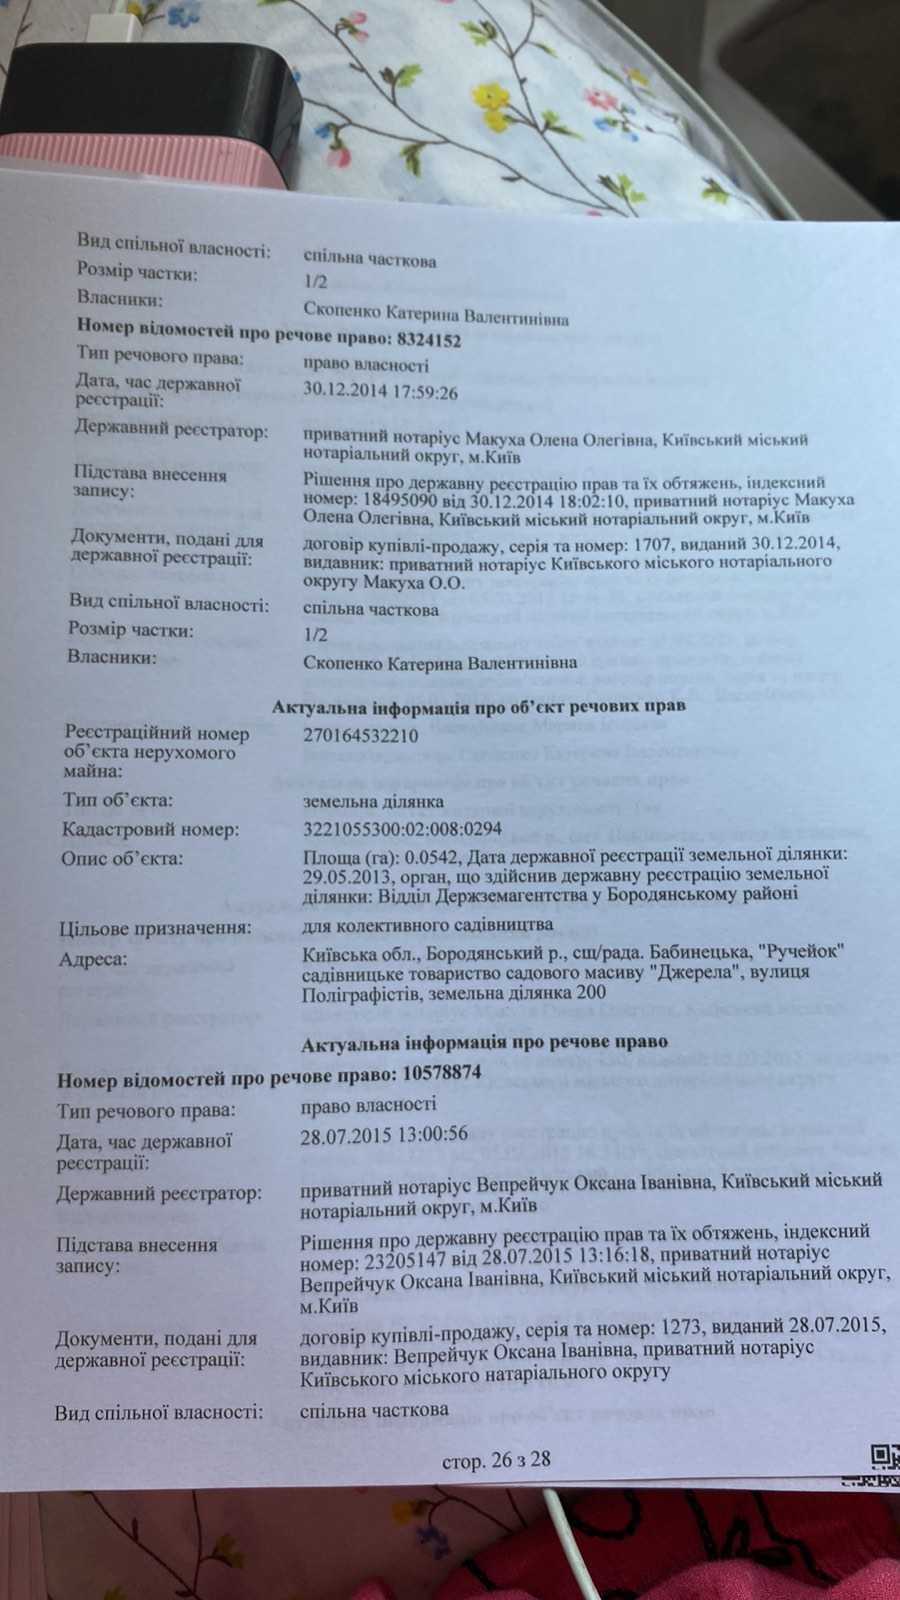 Вид спільної власності: спільна часткова
Розмір частки: 1/2
Власники: Скопенко Катерина Валентинівна
Номер відомостей про речове право: 8324152
Тип речового права: право власності
Дата, час державної реєстрації: 30.12.2014 17:59:26
Державний реєстратор: приватний нотаріус Макуха Олена Олегівна, Київський міський
нотаріальний округ, м.Київ
Підстава внесення запису: Рішення про державну реєстрацію прав та їх обтяжень, індексний
номер: 18495090 від 30.12.2014 18:02:10, приватний нотаріус Макуха
Олена Олегівна, Київський міський нотаріальний округ, м.Київ
Документи, подані для державної реєстрації: договір купівлі-продажу, серія та номер: 1707, виданий 30.12.2014,
видавник: приватний нотаріус Київського міського нотаріального
округу Макуха О.О.
Вид спільної власності: спільна часткова
Розмір частки: 1/2
Власники: Скопенко Катерина Валентинівна
Актуальна інформація про об’єкт речових прав
Реєстраційний номер об’єкта нерухомого майна: 270164532210
Тип об’єкта: земельна ділянка
Кадастровий номер: 3221055300:02:008:0294
Опис об’єкта: Площа (га): 0.0542, Дата державної реєстрації земельної ділянки:
29.05.2013, орган, що здійснив державну реєстрацію земельної
ділянки: Відділ Держземагентства у Бородянському районі
Цільове призначення: для колективного садівництва
Адреса: Київська обл., Бородянський р., сщ/рада. Бабинецька, "Ручейок"
садівницьке товариство садового масиву "Джерела", вулиця
Поліграфістів, земельна ділянка 200
Актуальна інформація про речове право
Номер відомостей про речове право: 10578874
Тип речового права: право власності
Дата, час державної реєстрації: 28.07.2015 13:00:56
Державний реєстратор: приватний нотаріус Вепрейчук Оксана Іванівна, Київський міський
нотаріальний округ, м.Київ
Підстава внесення запису: Рішення про державну реєстрацію прав та їх обтяжень, індексний
номер: 23205147 від 28.07.2015 13:16:18, приватний нотаріус
Вепрейчук Оксана Іванівна, Київський міський нотаріальний округ,
м.Київ
Документи, подані для державної реєстрації: договір купівлі-продажу, серія та номер: 1273, виданий 28.07.2015,
видавник: Вепрейчук Оксана Іванівна, приватний нотаріус
Київського міського натаріального округу
Вид спільної власності: спільна часткова
стор. 26 з 28